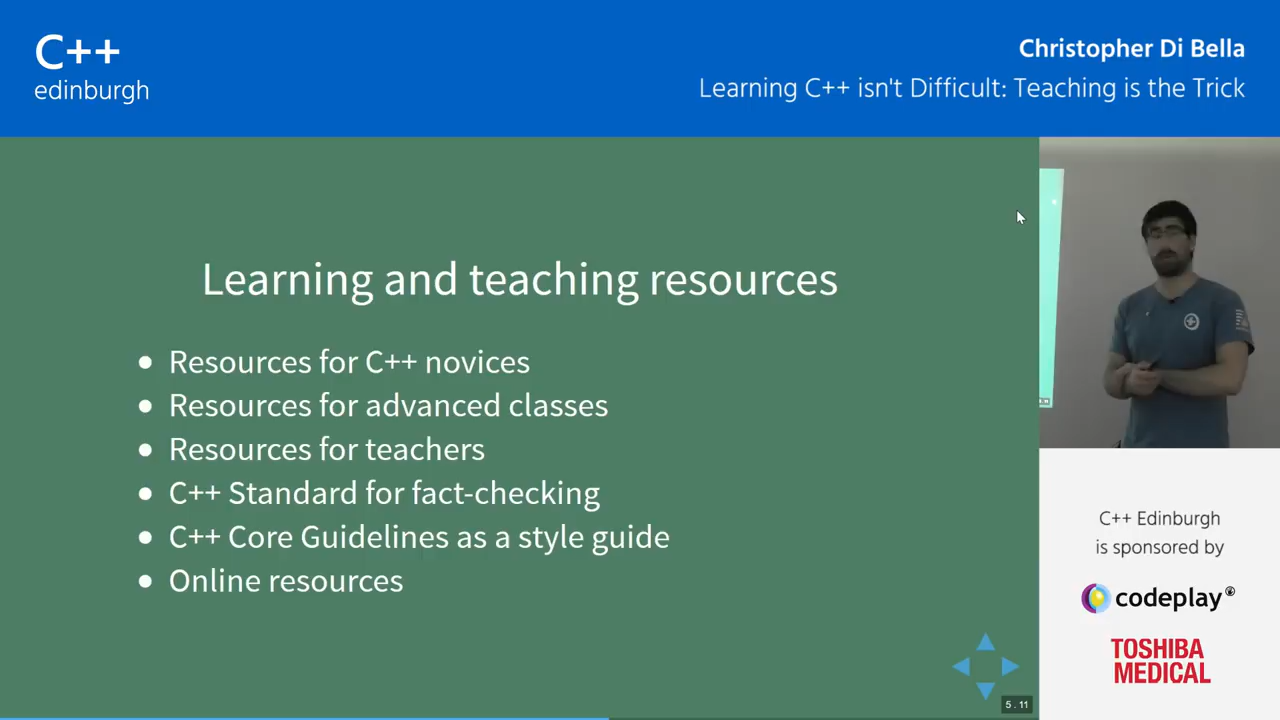 C++
edinburgh
Christopher Di Bella
Learning C++ isn't Difficult: Teaching is the Trick
Learning and teaching resources
Resources for C++ novices
Resources for advanced classes
Resources for teachers
C++ Standard for fact-checking
C++ Core Guidelines as a style guide
Online resources
5.11
C++ Edinburgh
is sponsored by
codeplay
TOSHIBA
MEDICAL